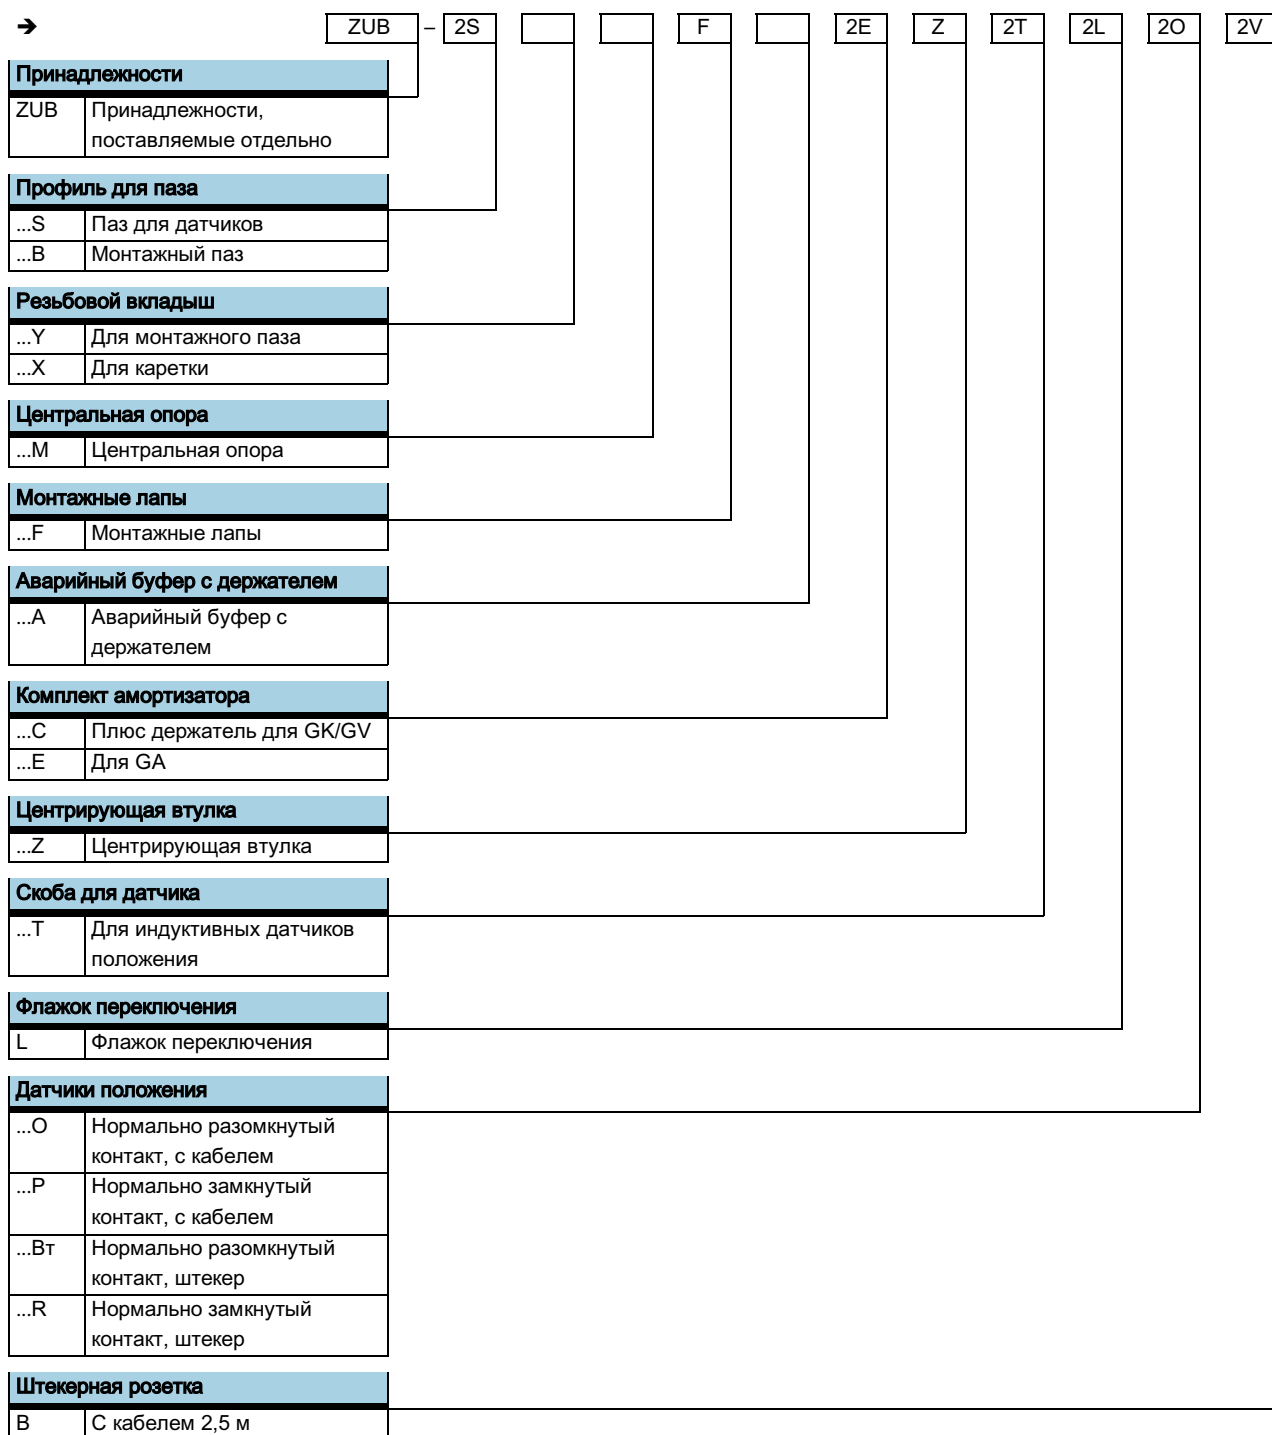 ➔ ZUB – 2S F 2E Z 2T 2L 2O 2V
Принадлежности
ZUB Принадлежности,
поставляемые отдельно
Профиль для паза
...S Паз для датчиков
...B Монтажный паз
Резьбовой вкладыш
...Y Для монтажного паза
...X Для каретки
Центральная опора
...M Центральная опора
Монтажные лапы
...F Монтажные лапы
Аварийный буфер с держателем
...A Аварийный буфер с
держателем
Комплект амортизатора
...C Плюс держатель для GK/GV
...E Для GA
Центрирующая втулка
...Z Центрирующая втулка
Скоба для датчика
...T Для индуктивных датчиков
положения
Флажок переключения
L Флажок переключения
Датчики положения
...O Нормально разомкнутый
контакт, с кабелем
...P Нормально замкнутый
контакт, с кабелем
...Вт Нормально разомкнутый
контакт, штекер
...R Нормально замкнутый
контакт, штекер
Штекерная розетка
В С кабелем 2,5 м